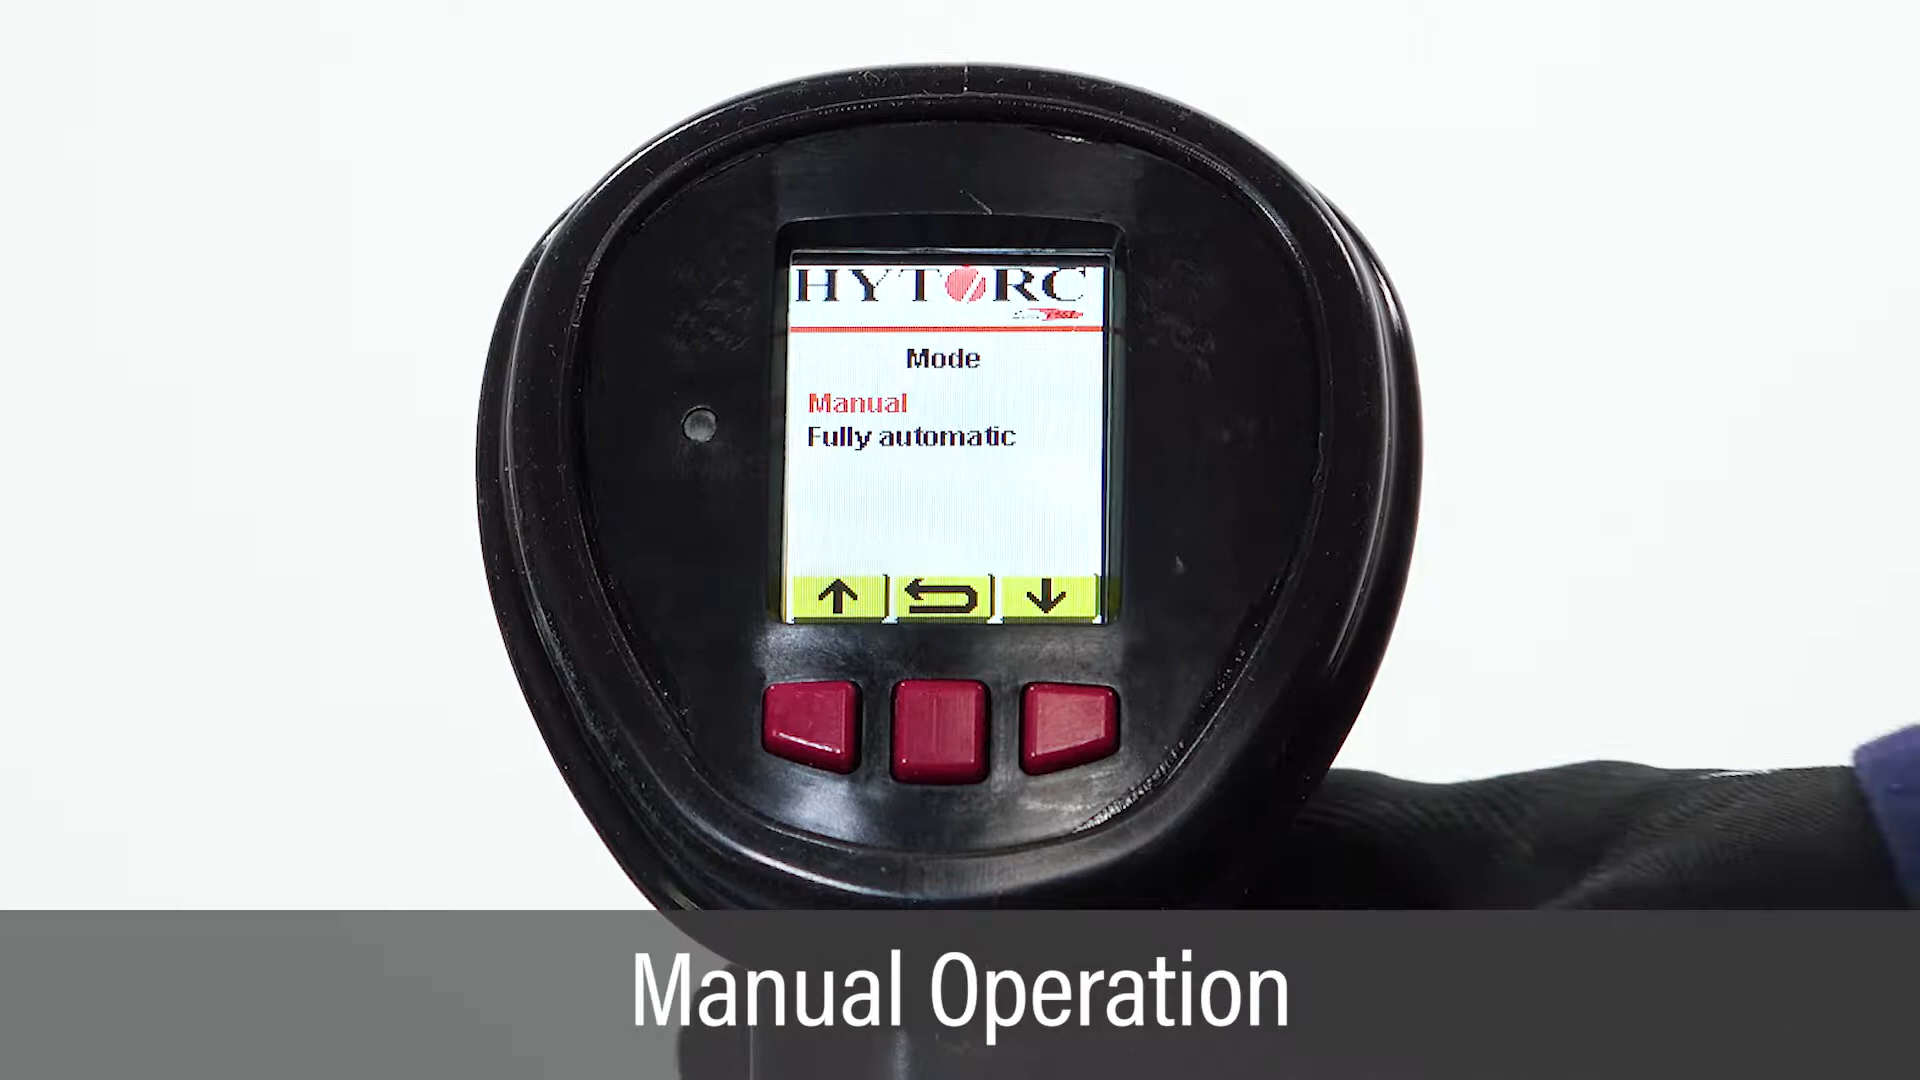 HYTORC
Mode
Manual
Fully automatic
Manual Operation